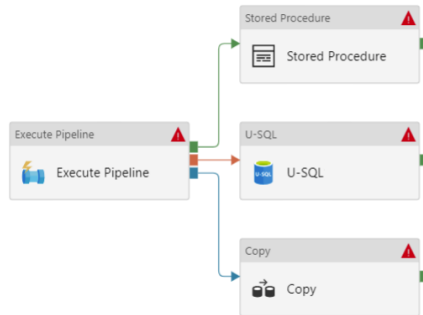 Stored Procedure
Stored Procedure
Execute Pipeline
Execute Pipeline
U-SQL
U-SQL
U-SQL
Copy
Copy